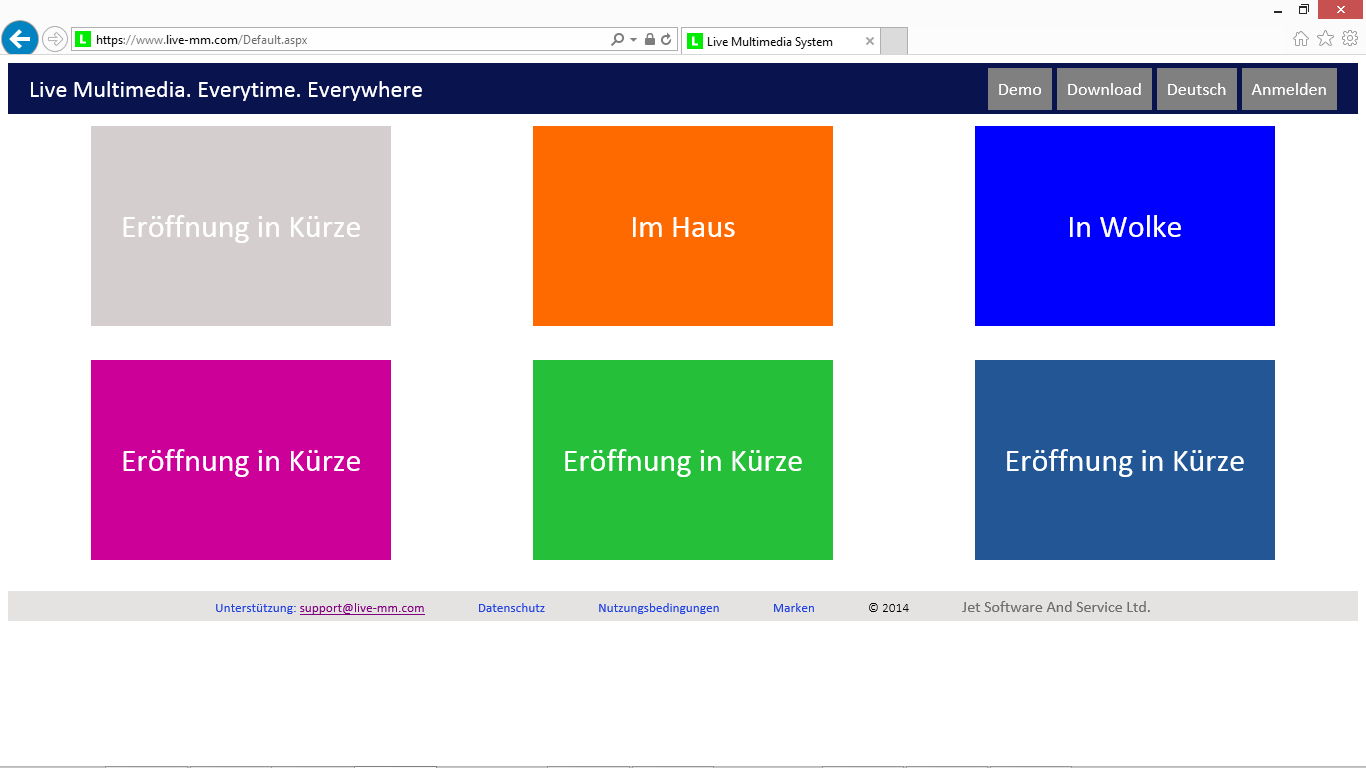 https://www.live-mm.com/Default.aspx
L Live Multimedia System
Live Multimedia. Everytime. Everywhere
Demo Download Deutsch Anmelden
Eröffnung in Kürze Im Haus In Wolke
Eröffnung in Kürze Eröffnung in Kürze Eröffnung in Kürze
Unterstützung: support@live-mm.com Datenschutz Nutzungsbedingungen Marken © 2014 Jet Software And Service Ltd.